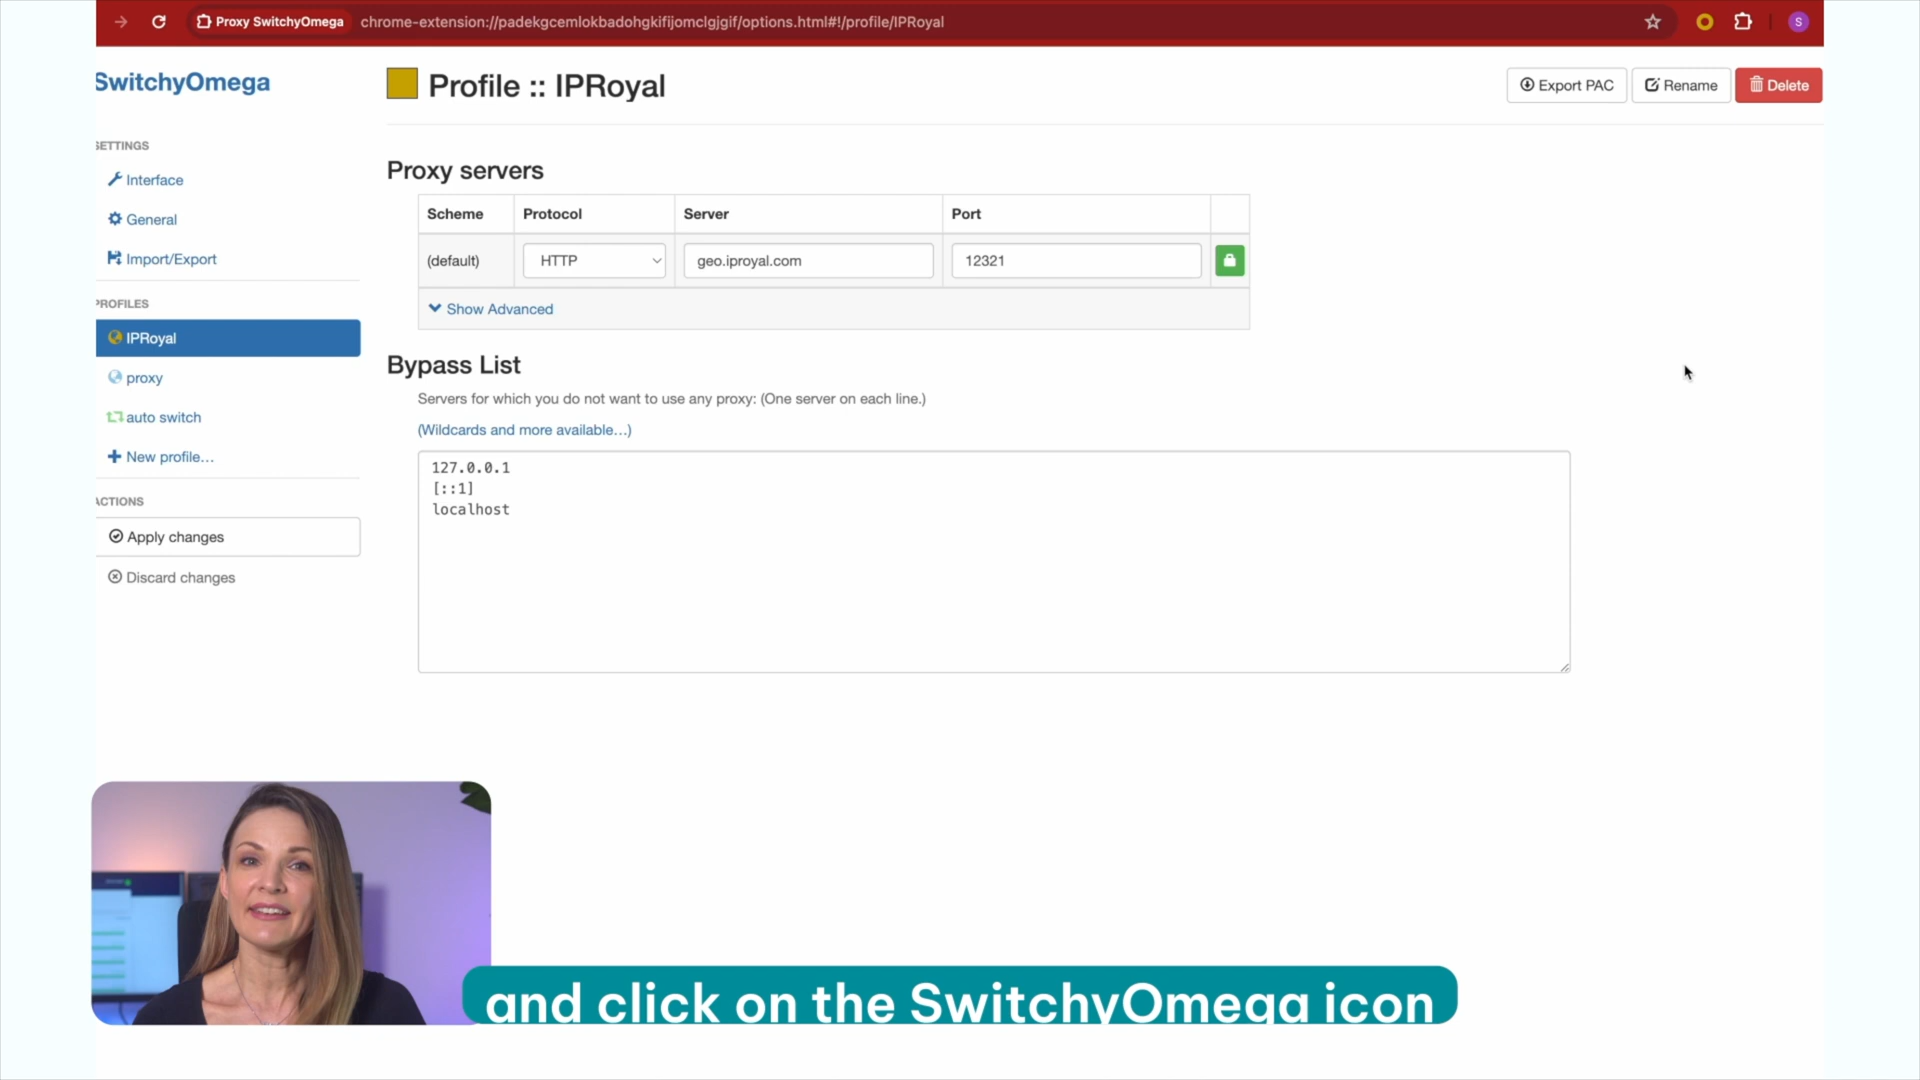 Proxy SwitchyOmega chrome-extension://padekgcemlokbadohgkifijomclgjgif/options.html#!/profile/IPRoyal S
SwitchyOmega
SETTINGS
Interface
General
Import/Export
PROFILES
IPRoyal
proxy
auto switch
New profile...
ACTIONS
Apply changes
Discard changes
Profile :: IPRoyal
Export PAC
Rename
Delete
Proxy servers
Scheme Protocol Server Port
(default) HTTP geo.iproyal.com 12321
Show Advanced
Bypass List
Servers for which you do not want to use any proxy: (One server on each line.)
(Wildcards and more available...)
127.0.0.1
[::1]
localhost
and click on the SwitchyOmega icon